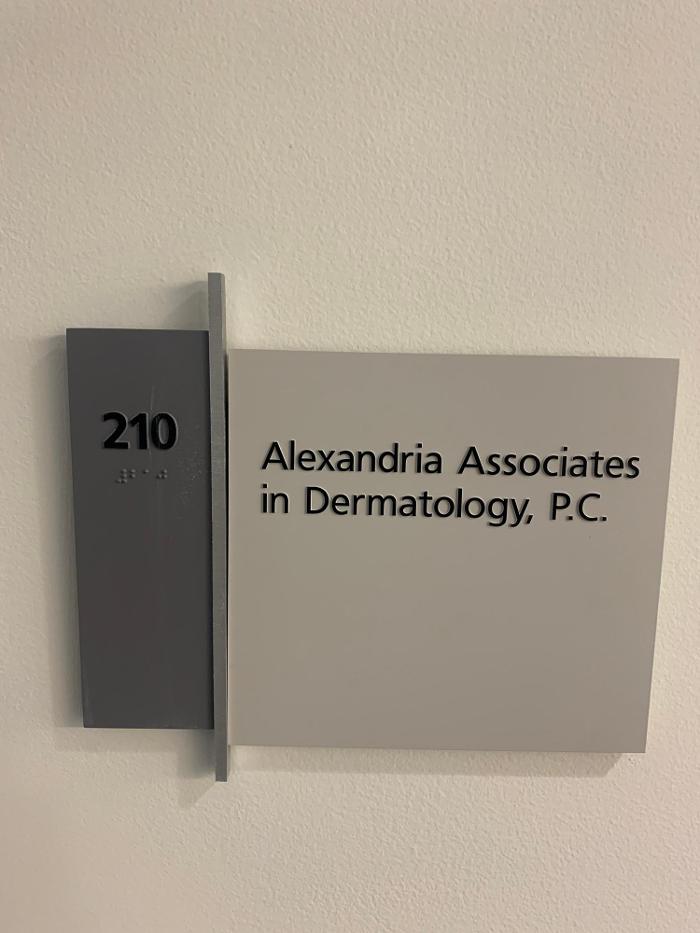 210
Alexandria Associates
in Dermatology, P.C.